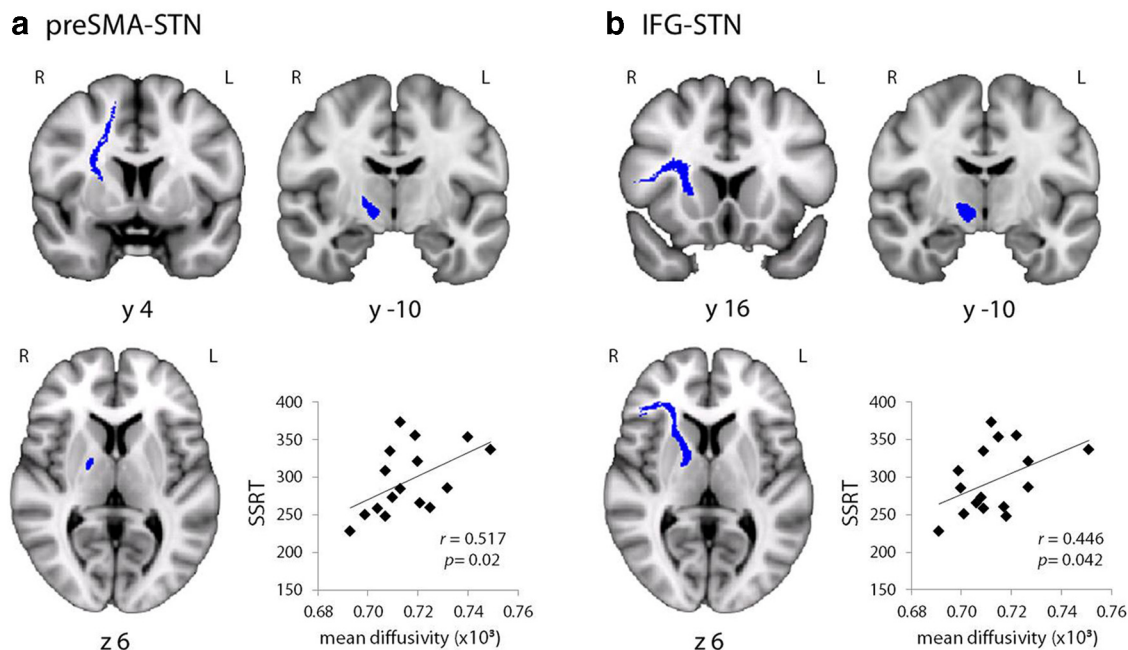 a preSMA-STN
R L R L
y 4 y -10
R L
z 6
400
350
300
250
200
150
SSRT
r = 0.517
p= 0.02
0.68 0.70 0.72 0.74 0.76
mean diffusivity (x10³)
b IFG-STN
R L R L
y 16 y -10
R L
z 6
400
350
300
250
200
150
SSRT
r = 0.446
p= 0.042
0.68 0.70 0.72 0.74 0.76
mean diffusivity (x10³)